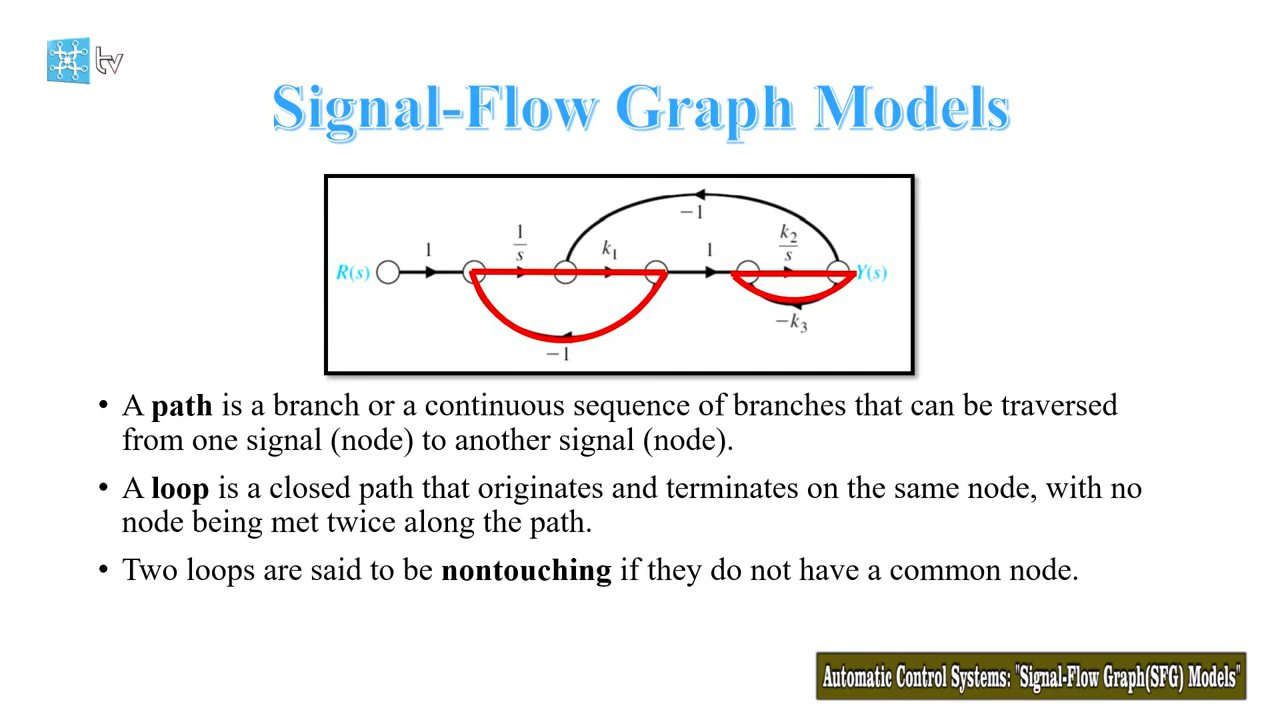 tv
Signal-Flow Graph Models
-1
1
1/s
k₁
1
k₂/s
R(s)
Y(s)
-k₃
-1
• A path is a branch or a continuous sequence of branches that can be traversed
from one signal (node) to another signal (node).
• A loop is a closed path that originates and terminates on the same node, with no
node being met twice along the path.
• Two loops are said to be nontouching if they do not have a common node.
Automatic Control Systems: "Signal-Flow Graph(SFG) Models"